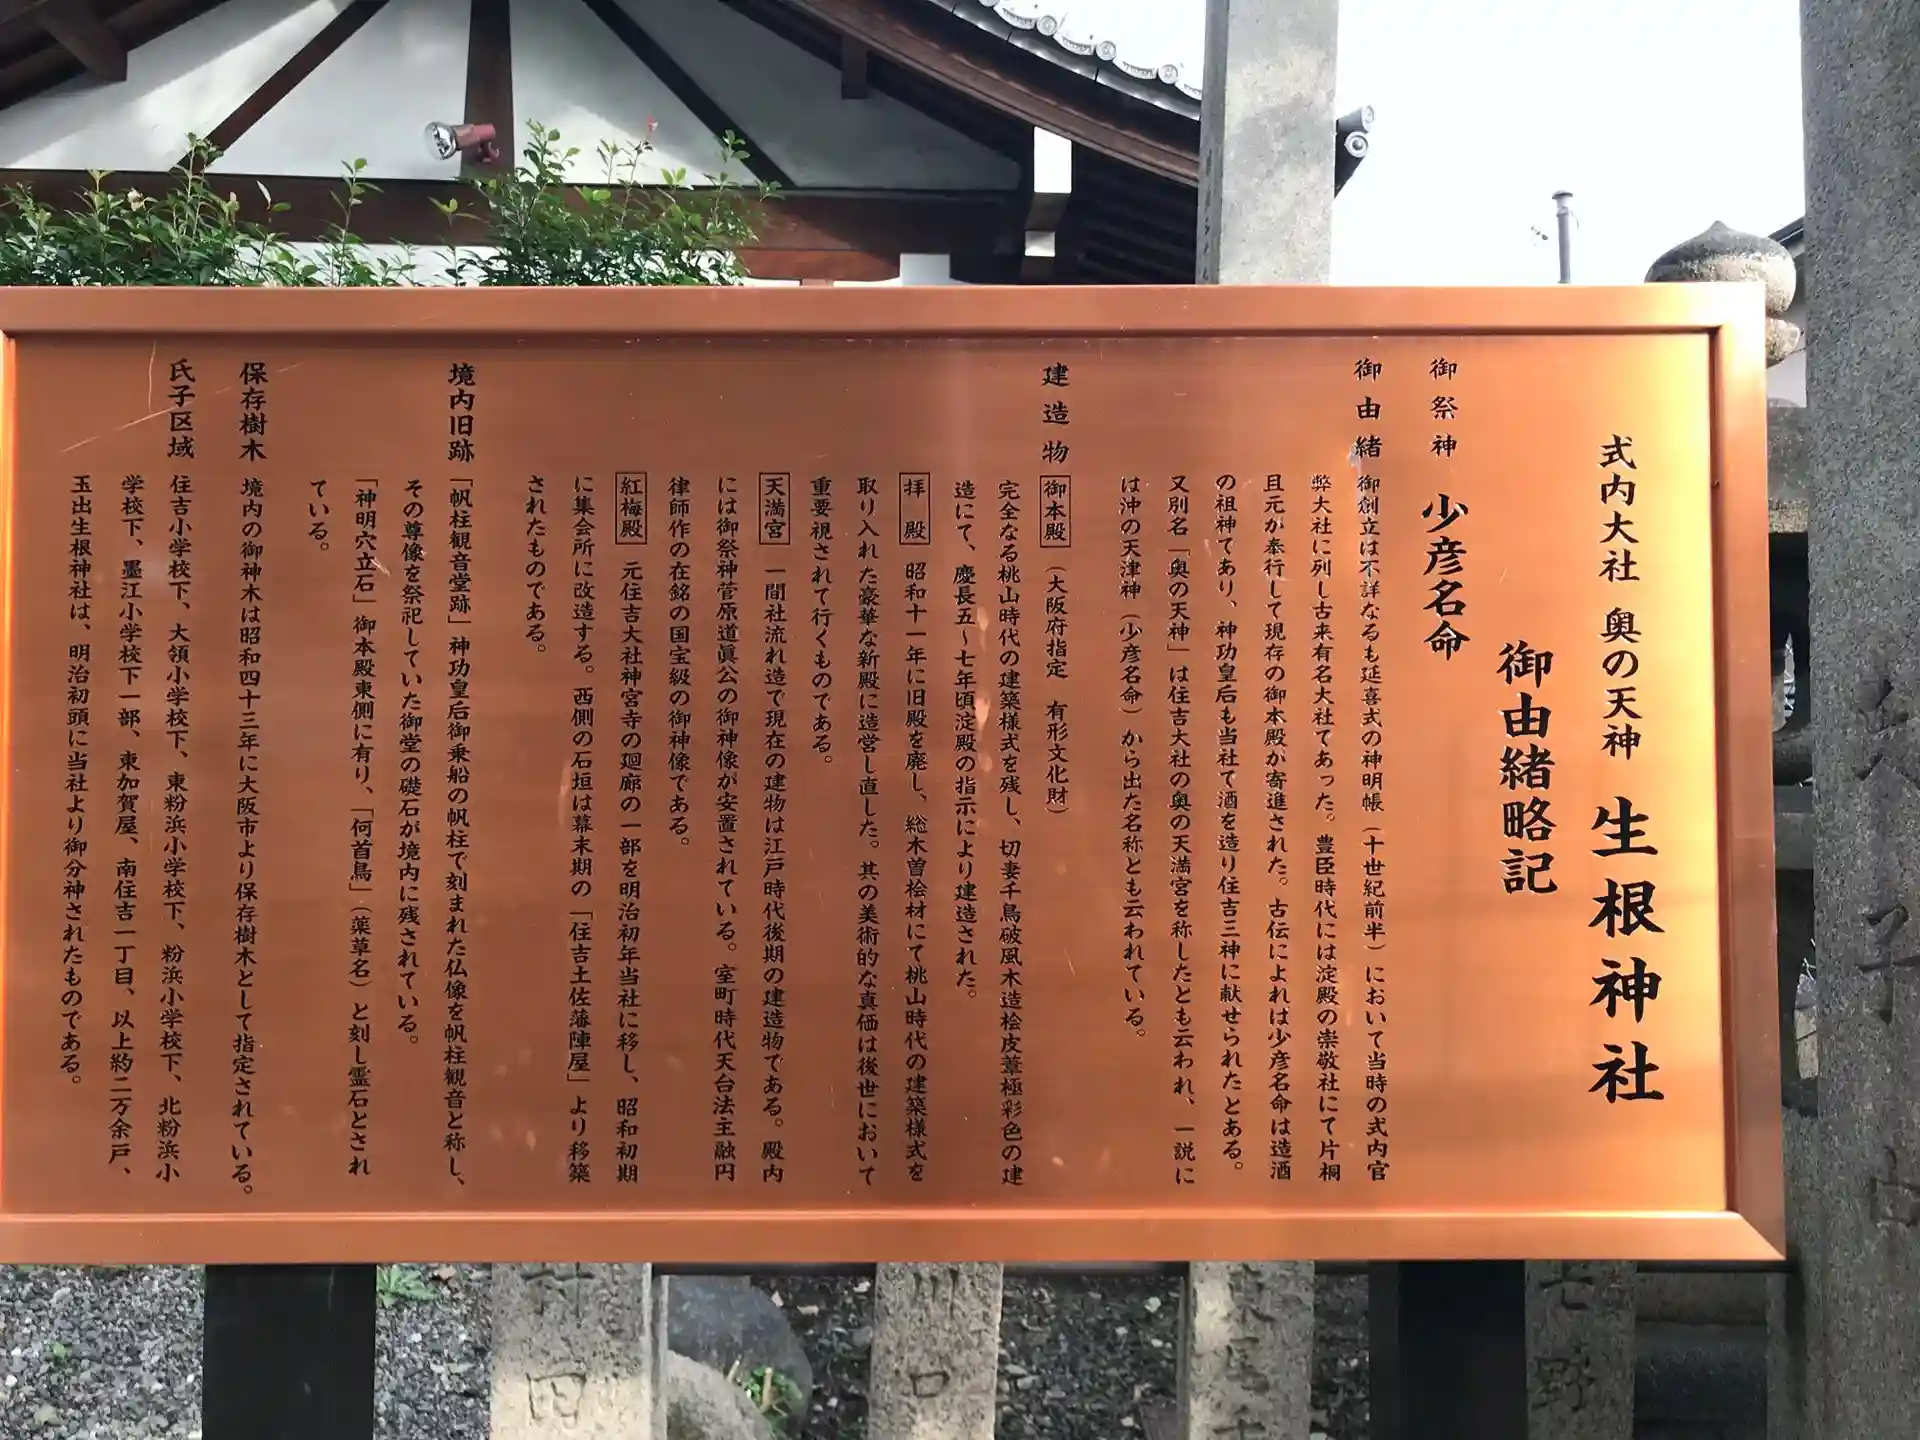 式内大社 奥の天神 生根神社
御由緒略記
御祭神 少彦名命
御由緒 御創立は不詳なるも延喜式の神明帳（十世紀前半）において当時の式内官
弊大社に列し古来有名大社てあった。豊臣時代には淀殿の崇敬社にて片桐
且元が奉行して現存の御本殿か寄進された。古伝によれは少彦名命は造酒
の祖神てあり、神功皇后も当社て酒を造り住吉三神に献せられたとある。
又別名「奥の天神」は住吉大社の奥の天満宮を称したとも云われ、一説に
は沖の天津神（少彦名命）から出た名称とも云われている。
建造物 御本殿（大阪府指定 有形文化財）
完全なる桃山時代の建築様式を残し、切妻千鳥破風木造桧皮葺極彩色の建
造にて、慶長五〜七年頃淀殿の指示により建造された。
拝殿 昭和十一年に旧殿を廃し、総木曽桧材にて桃山時代の建築様式を
取り入れた豪華な新殿に造営し直した。其の美術的な真価は後世において
重要視されて行くものである。
天満宮 一間社流れ造で現在の建物は江戸時代後期の建造物である。殿内
には御祭神菅原道眞公の御神像が安置されている。室町時代天台法主融円
律師作の在銘の国宝級の御神像である。
紅梅殿 元住吉大社神宮寺の廻廊の一部を明治初年当社に移し、昭和初期
に集会所に改造する。西側の石垣は幕末期の「住吉土佐藩陣屋」より移築
されたものである。
境内旧跡 「帆柱観音堂跡」神功皇后御乗船の帆柱で刻まれた仏像を帆柱観音と称し、
その尊像を祭祀していた御堂の礎石が境内に残されている。
「神明穴立石」御本殿東側に有り、「何首烏」（薬草名）と刻し霊石とされ
ている。
保存樹木 境内の御神木は昭和四十三年に大阪市より保存樹木として指定されている。
氏子区域 住吉小学校下、大領小学校下、東粉浜小学校下、粉浜小学校下、北粉浜小
学校下、墨江小学校下一部、東加賀屋、南住吉一丁目、以上約二万余戸、
玉出生根神社は、明治初頭に当社より御分神されたものである。
田
川口
七野